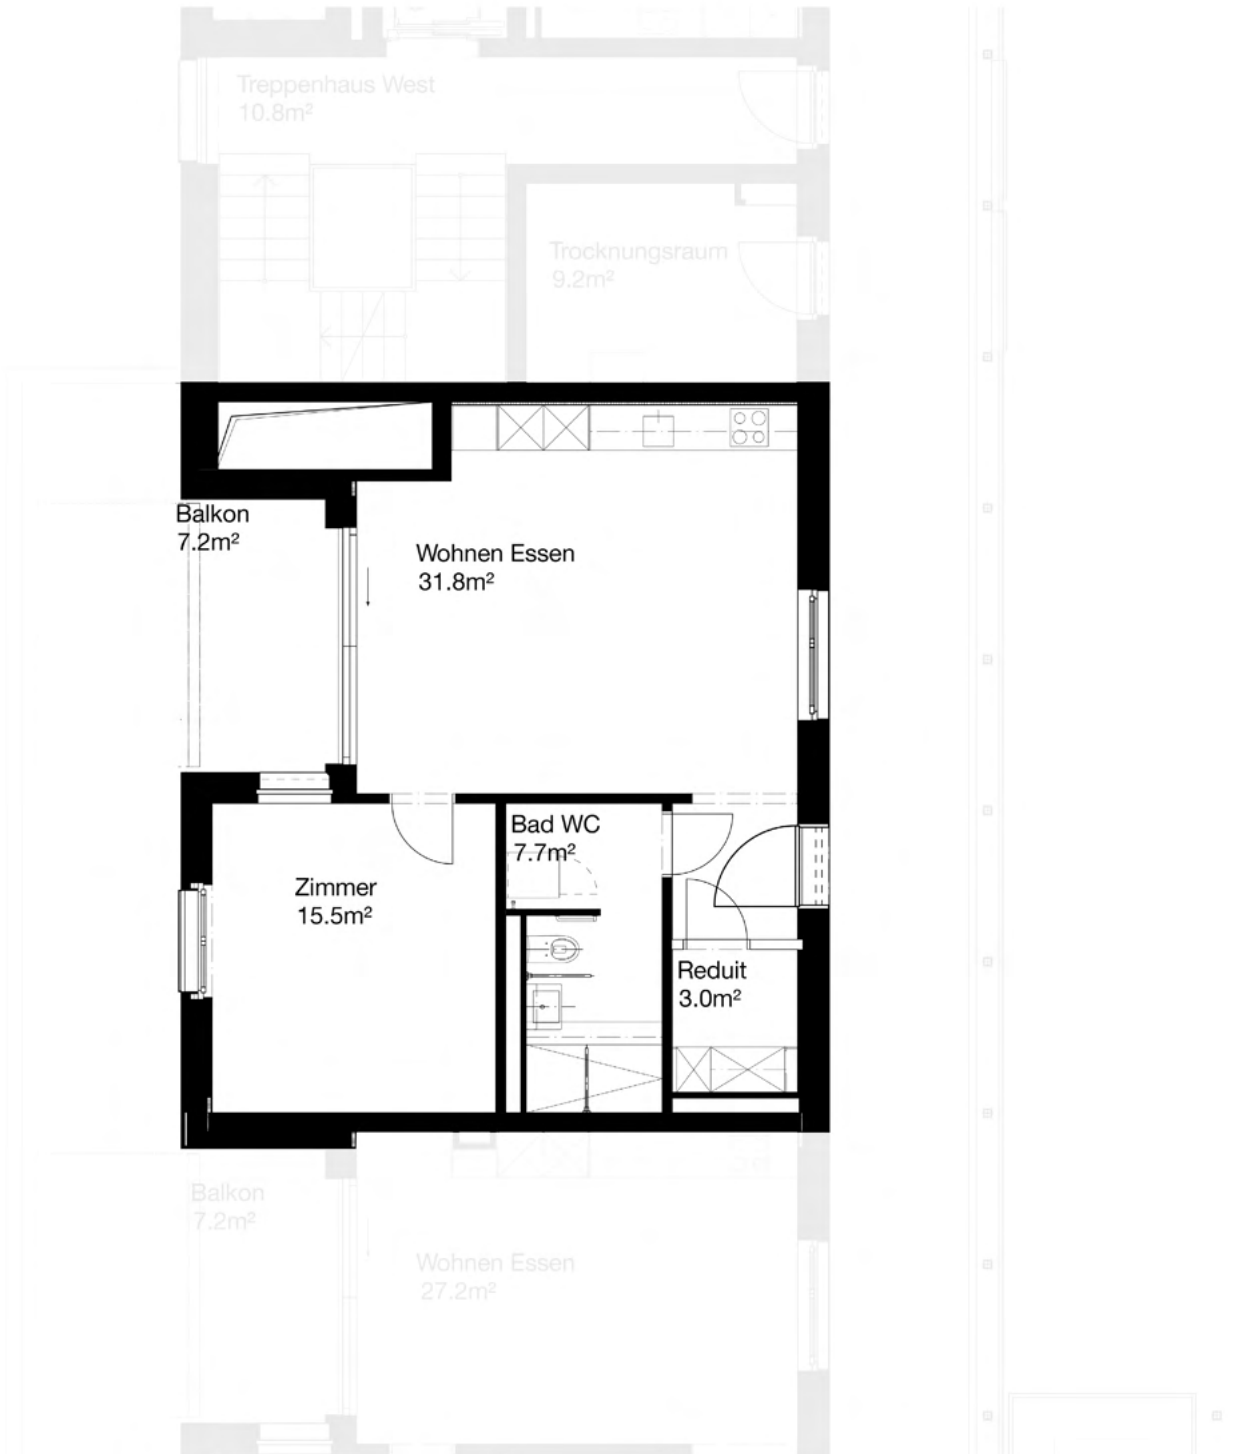 Treppenhaus West
10.8m²
Trocknungsraum
9.2m²
Balkon
7.2m²
Wohnen Essen
31.8m²
Bad WC
7.7m²
Zimmer
15.5m²
Reduit
3.0m²
Balkon
7.2m²
Wohnen Essen
27.2m²